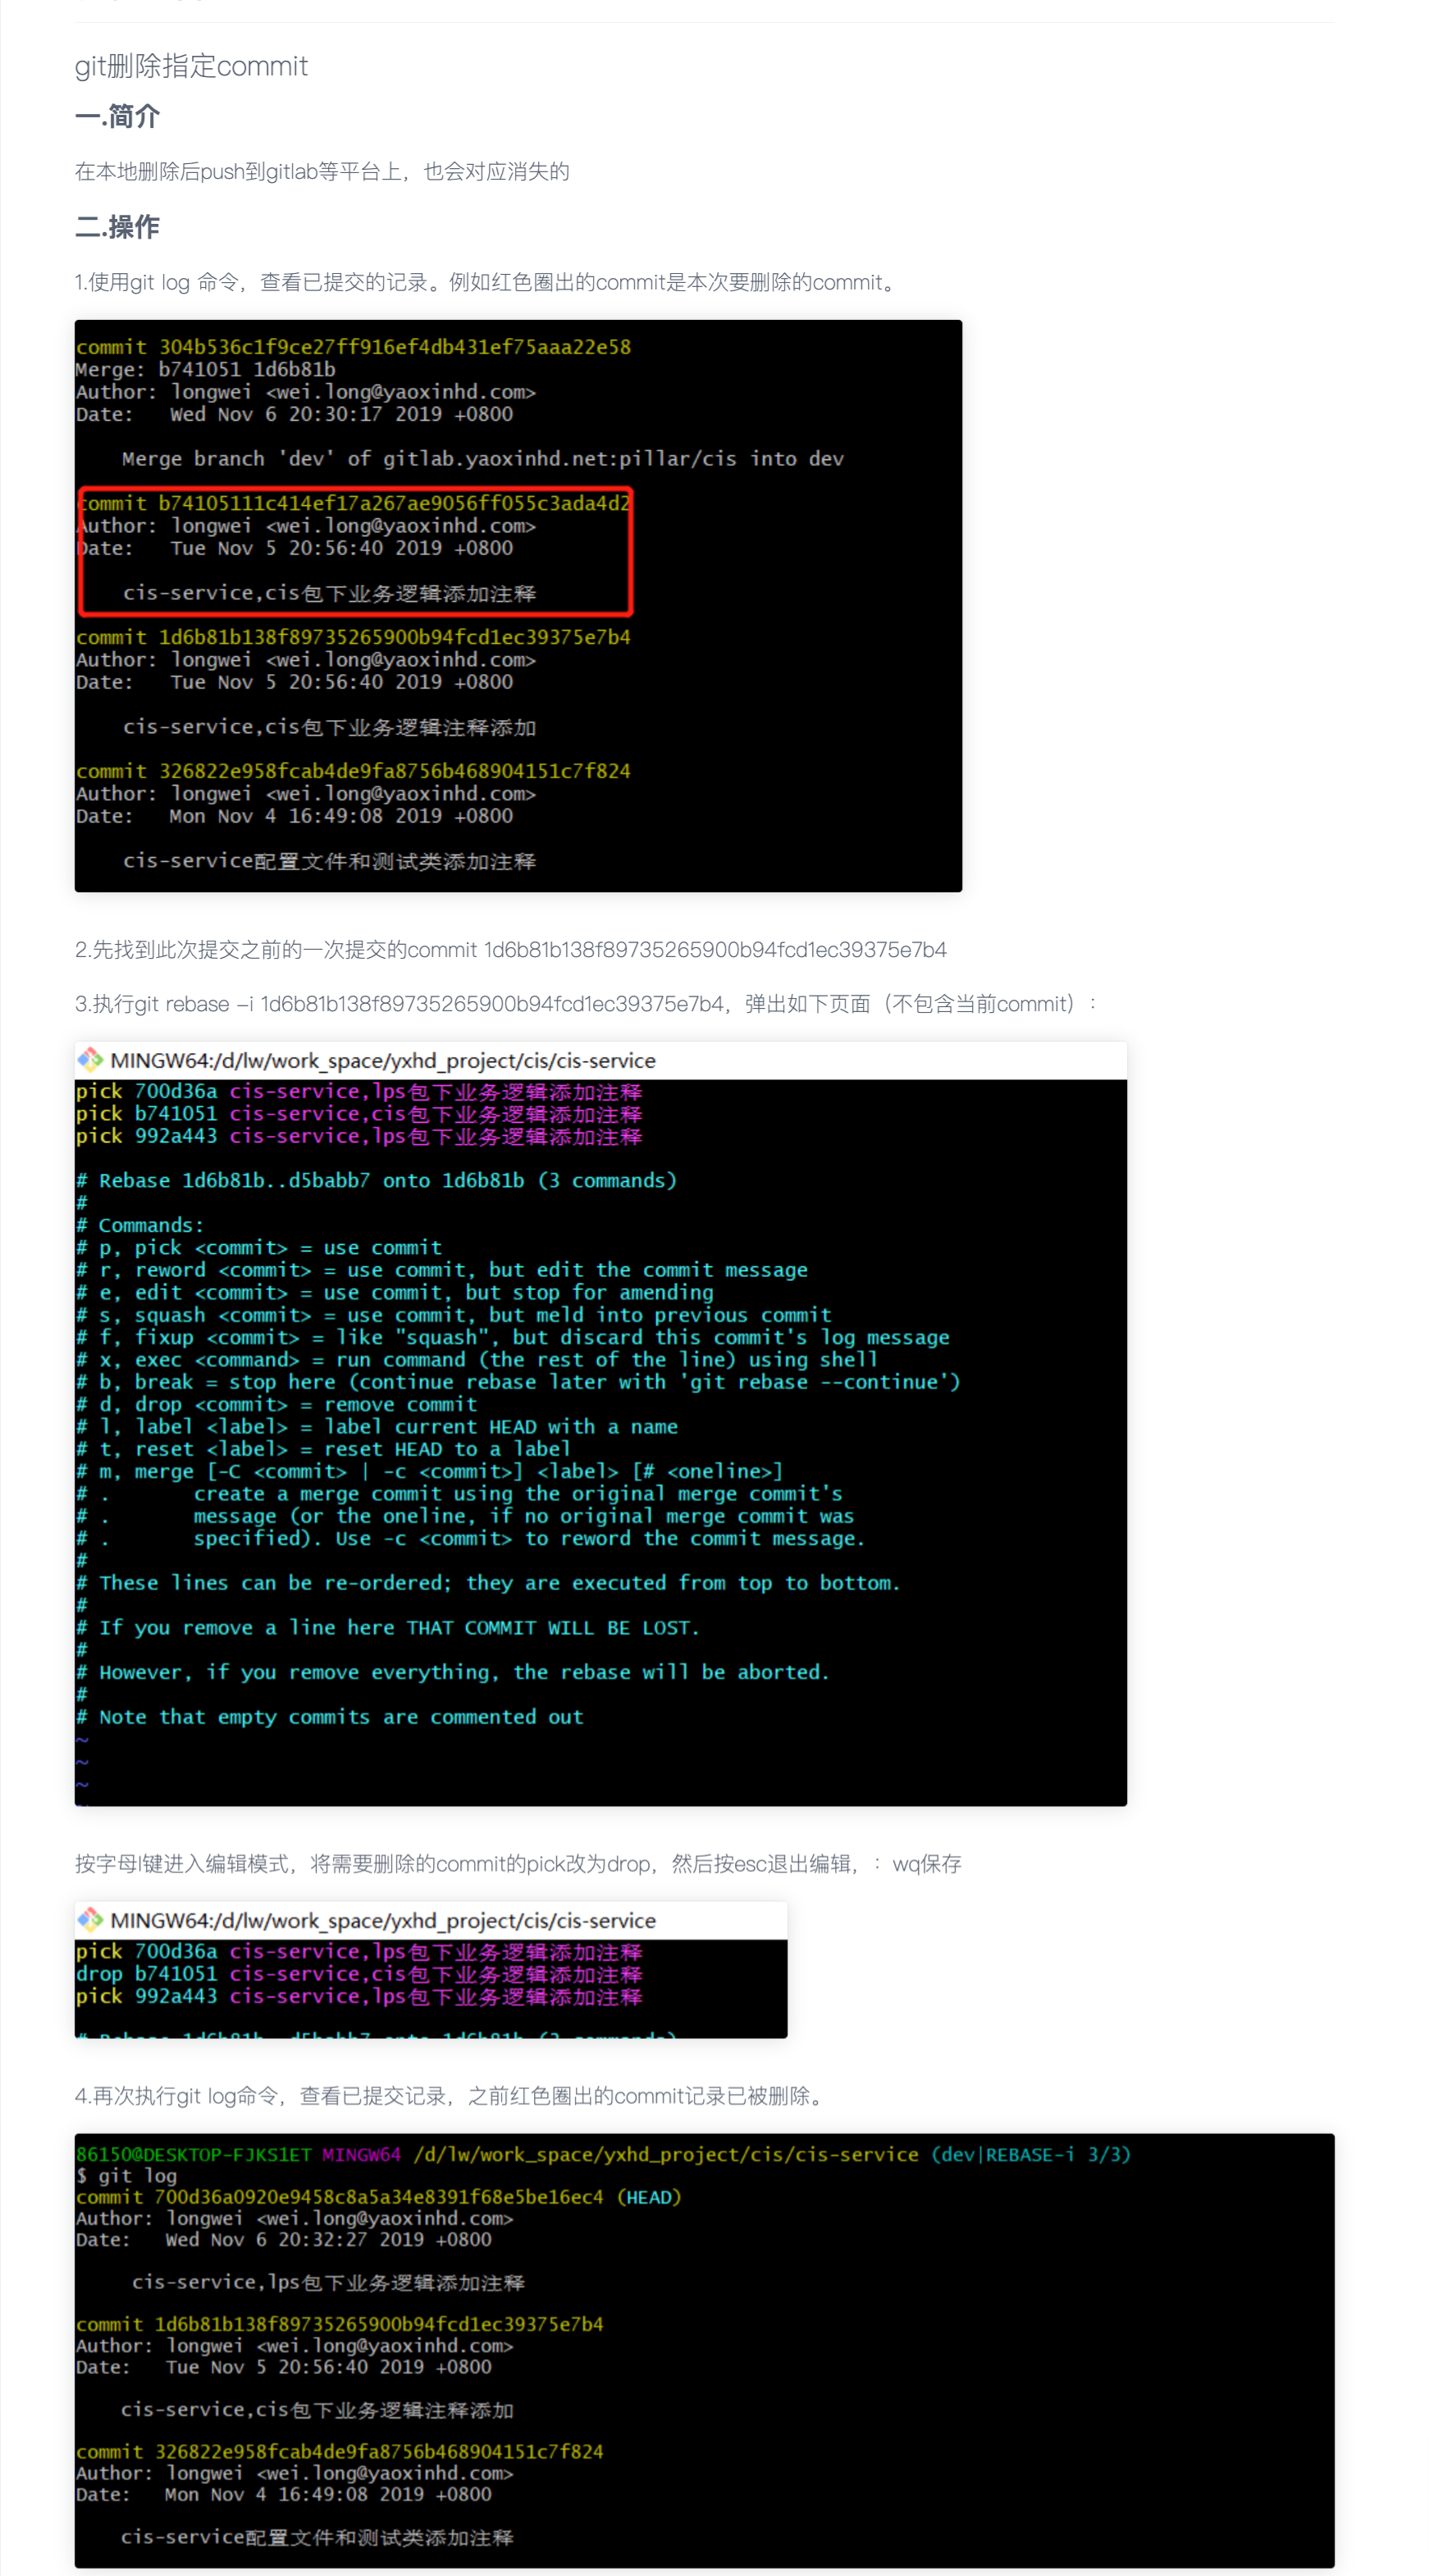 git删除指定commit
一.简介
在本地删除后push到gitlab等平台上，也会对应消失的
二.操作
1.使用git log 命令，查看已提交的记录。例如红色圈出的commit是本次要删除的commit。
commit 304b536c1f9ce27ff916ef4db431ef75aaa22e58
Merge: b741051 1d6b81b
Author: longwei <wei.long@yaoxinhd.com>
Date:   Wed Nov 6 20:30:17 2019 +0800
Merge branch 'dev' of gitlab.yaoxinhd.net:pillar/cis into dev
commit b74105111c414ef17a267ae9056ff055c3ada4d2
Author: longwei <wei.long@yaoxinhd.com>
Date:   Tue Nov 5 20:56:40 2019 +0800
cis-service,cis包下业务逻辑添加注释
commit 1d6b81b138f89735265900b94fcd1ec39375e7b4
Author: longwei <wei.long@yaoxinhd.com>
Date:   Tue Nov 5 20:56:40 2019 +0800
cis-service,cis包下业务逻辑注释添加
commit 326822e958fcab4de9fa8756b468904151c7f824
Author: longwei <wei.long@yaoxinhd.com>
Date:   Mon Nov 4 16:49:08 2019 +0800
cis-service配置文件和测试类添加注释
2.先找到此次提交之前的一次提交的commit 1d6b81b138f89735265900b94fcd1ec39375e7b4
3.执行git rebase –i 1d6b81b138f89735265900b94fcd1ec39375e7b4，弹出如下页面（不包含当前commit）：
MINGW64:/d/lw/work_space/yxhd_project/cis/cis-service
pick 700d36a cis-service,lps包下业务逻辑添加注释
pick b741051 cis-service,cis包下业务逻辑添加注释
pick 992a443 cis-service,lps包下业务逻辑添加注释
# Rebase 1d6b81b..d5babb7 onto 1d6b81b (3 commands)
#
# Commands:
# p, pick <commit> = use commit
# r, reword <commit> = use commit, but edit the commit message
# e, edit <commit> = use commit, but stop for amending
# s, squash <commit> = use commit, but meld into previous commit
# f, fixup <commit> = like "squash", but discard this commit's log message
# x, exec <command> = run command (the rest of the line) using shell
# b, break = stop here (continue rebase later with 'git rebase --continue')
# d, drop <commit> = remove commit
# l, label <label> = label current HEAD with a name
# t, reset <label> = reset HEAD to a label
# m, merge [-C <commit> | -c <commit>] <label> [# <oneline>]
# .       create a merge commit using the original merge commit's
# .       message (or the oneline, if no original merge commit was
# .       specified). Use -c <commit> to reword the commit message.
#
# These lines can be re-ordered; they are executed from top to bottom.
#
# If you remove a line here THAT COMMIT WILL BE LOST.
#
# However, if you remove everything, the rebase will be aborted.
#
# Note that empty commits are commented out
~
~
~
按字母I键进入编辑模式，将需要删除的commit的pick改为drop，然后按esc退出编辑，：wq保存
MINGW64:/d/lw/work_space/yxhd_project/cis/cis-service
pick 700d36a cis-service,lps包下业务逻辑添加注释
drop b741051 cis-service,cis包下业务逻辑添加注释
pick 992a443 cis-service,lps包下业务逻辑添加注释
# Rebase 1d6b81b..d5babb7 onto 1d6b81b (3 commands)
4.再次执行git log命令，查看已提交记录，之前红色圈出的commit记录已被删除。
86150@DESKTOP-FJKS1ET MINGW64 /d/lw/work_space/yxhd_project/cis/cis-service (dev|REBASE-i 3/3)
$ git log
commit 700d36a0920e9458c8a5a34e8391f68e5be16ec4 (HEAD)
Author: longwei <wei.long@yaoxinhd.com>
Date:   Wed Nov 6 20:32:27 2019 +0800
cis-service,lps包下业务逻辑添加注释
commit 1d6b81b138f89735265900b94fcd1ec39375e7b4
Author: longwei <wei.long@yaoxinhd.com>
Date:   Tue Nov 5 20:56:40 2019 +0800
cis-service,cis包下业务逻辑注释添加
commit 326822e958fcab4de9fa8756b468904151c7f824
Author: longwei <wei.long@yaoxinhd.com>
Date:   Mon Nov 4 16:49:08 2019 +0800
cis-service配置文件和测试类添加注释